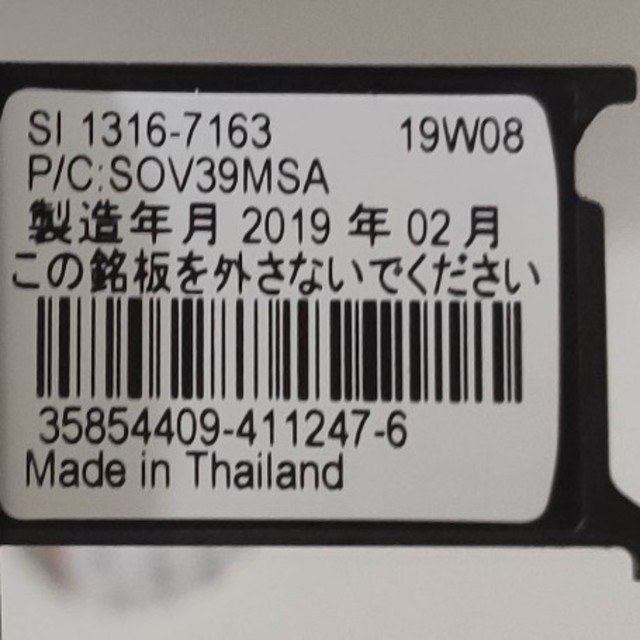 SI 1316-7163 19W08
P/C:SOV39MSA
製造年月 2019 年 02 月
この銘板を外さないでください
35854409-411247-6
Made in Thailand